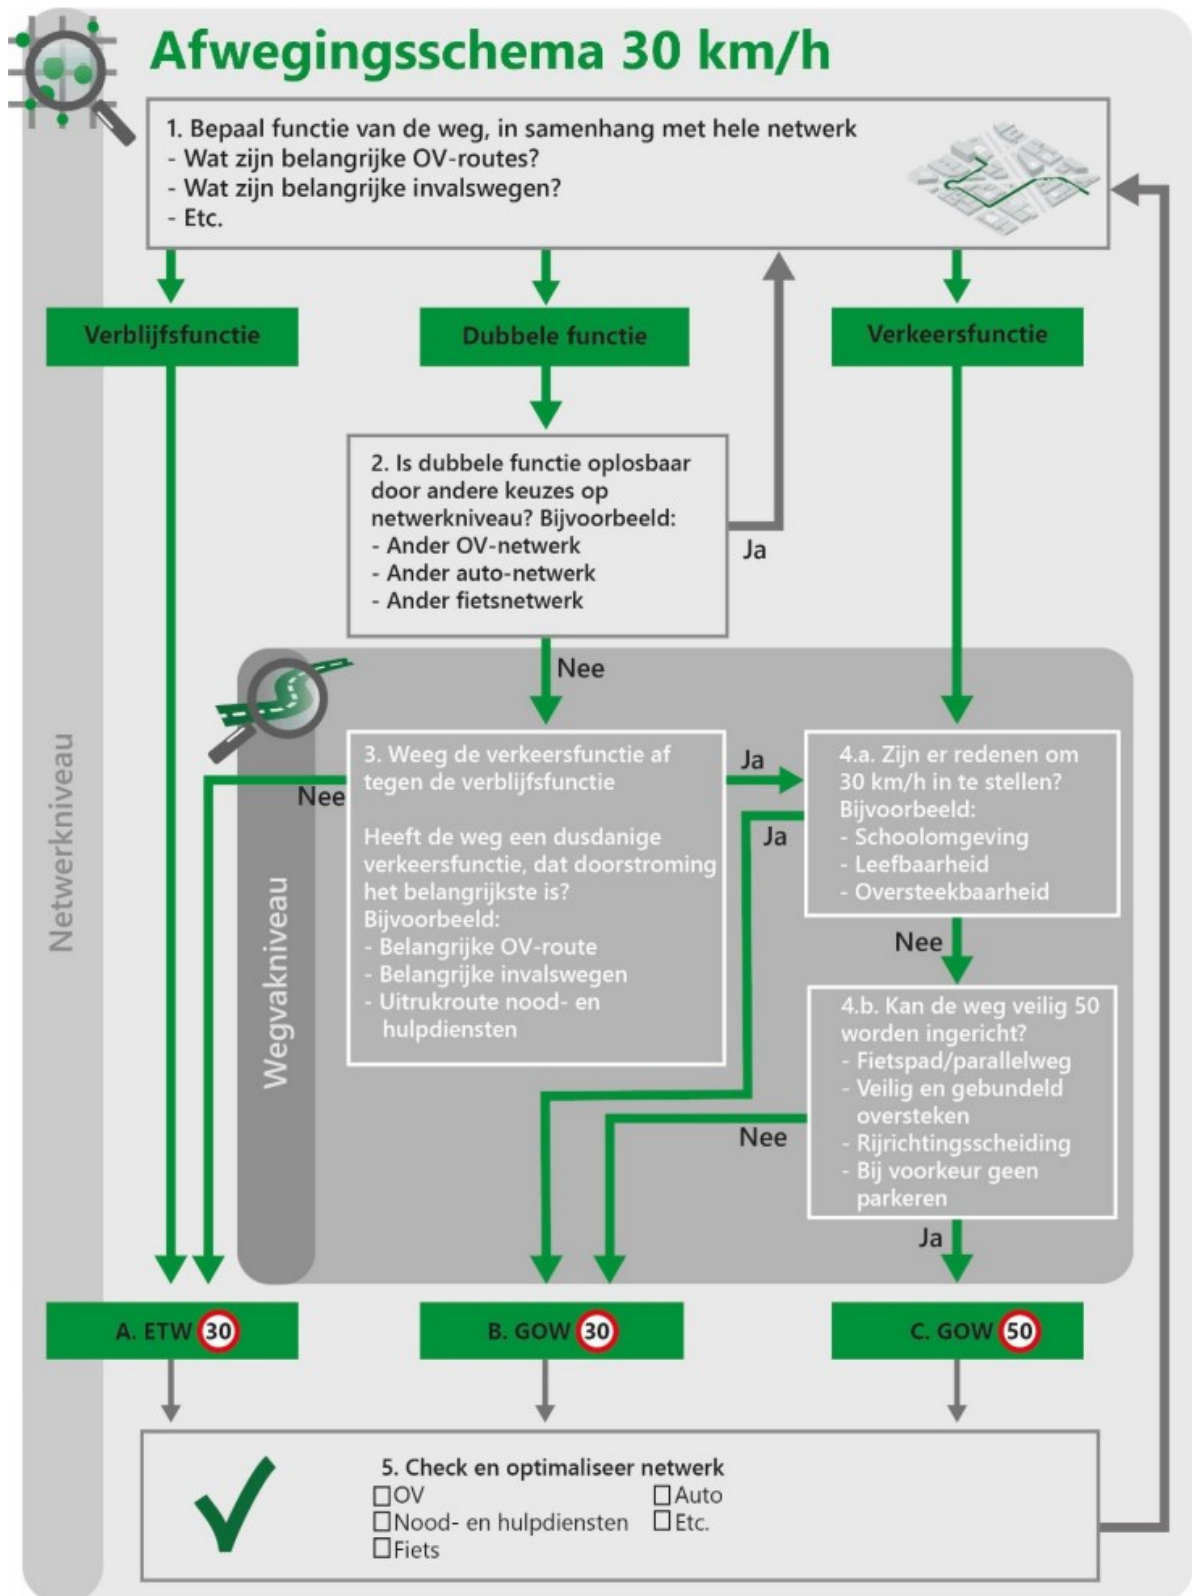 Afwegingsschema 30 km/h
1. Bepaal functie van de weg, in samenhang met hele netwerk
- Wat zijn belangrijke OV-routes?
- Wat zijn belangrijke invalswegen?
- Etc.
Verblijfsfunctie
Dubbele functie
Verkeersfunctie
2. Is dubbele functie oplosbaar
door andere keuzes op
netwerkniveau? Bijvoorbeeld:
- Ander OV-netwerk
- Ander auto-netwerk
- Ander fietsnetwerk
Ja
Nee
Netwerkniveau
Wegvakniveau
3. Weeg de verkeersfunctie af
tegen de verblijfsfunctie
Heeft de weg een dusdanige
verkeersfunctie, dat doorstroming
het belangrijkste is?
Bijvoorbeeld:
- Belangrijke OV-route
- Belangrijke invalswegen
- Uitrukroute nood- en
hulpdiensten
Nee
Ja
4.a. Zijn er redenen om
30 km/h in te stellen?
Bijvoorbeeld:
- Schoolomgeving
- Leefbaarheid
- Oversteekbaarheid
Ja
Nee
4.b. Kan de weg veilig 50
worden ingericht?
- Fietspad/parallelweg
- Veilig en gebundeld
oversteken
- Rijrichtingsscheiding
- Bij voorkeur geen
parkeren
Nee
Ja
A. ETW 30
B. GOW 30
C. GOW 50
5. Check en optimaliseer netwerk
OV
Auto
Nood- en hulpdiensten
Etc.
Fiets